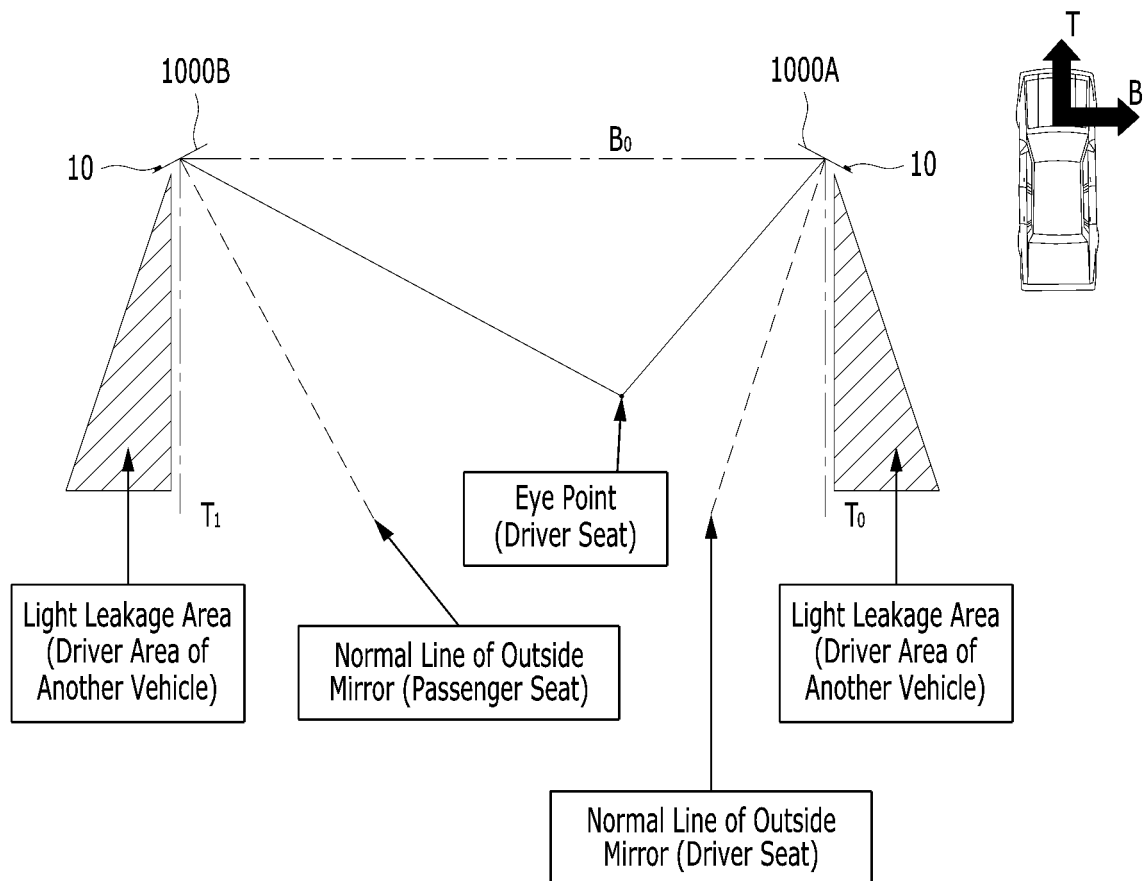 T
1000B
1000A
B
B₀
10
10
T₁
T₀
Eye Point
(Driver Seat)
Light Leakage Area
(Driver Area of
Another Vehicle)
Normal Line of Outside
Mirror (Passenger Seat)
Light Leakage Area
(Driver Area of
Another Vehicle)
Normal Line of Outside
Mirror (Driver Seat)